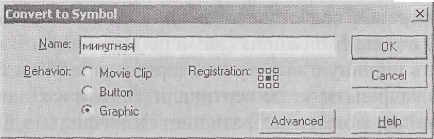 Convert to Symbol
Name: минутная OK
Behavior: Movie Clip Registration: Cancel
Button
Graphic
Advanced Help